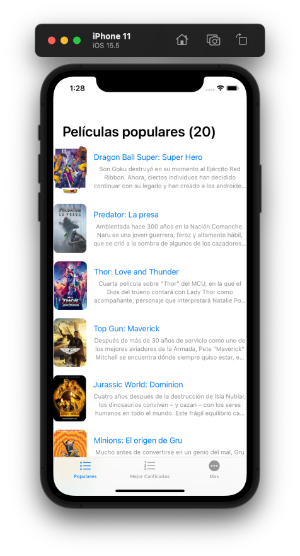 iPhone 11
iOS 15.5
1:28
Películas populares (20)
Dragon Ball Super: Super Hero
Son Goku destruyó en su momento al Ejército Red
Ribbon. Ahora, ciertos individuos han decidido
continuar con su legado y han creado a los androide...
Predator: La presa
Ambientada hace 300 años en la Nación Comanche.
Naru es una joven guerrera, feroz y altamente hábil,
que se crió a la sombra de algunos de los cazadores...
Thor: Love and Thunder
Cuarta película sobre "Thor" del MCU, en la que el
Dios del trueno contará con Lady Thor como
acompañante, personaje que interpretará Natalie Po...
Top Gun: Maverick
Después de más de 30 años de servicio como uno de
los mejores aviadores de la Armada, Pete "Maverick"
Mitchell se encuentra dónde siempre quiso estar, e...
Jurassic World: Dominion
Cuatro años después de la destrucción de Isla Nublar,
los dinosaurios conviven – y cazan – con los seres
humanos en todo el mundo. Este frágil equilibrio ca...
Minions: El origen de Gru
Mucho antes de convertirse en un genio del mal, Gru
Populares
Mejor Calificadas